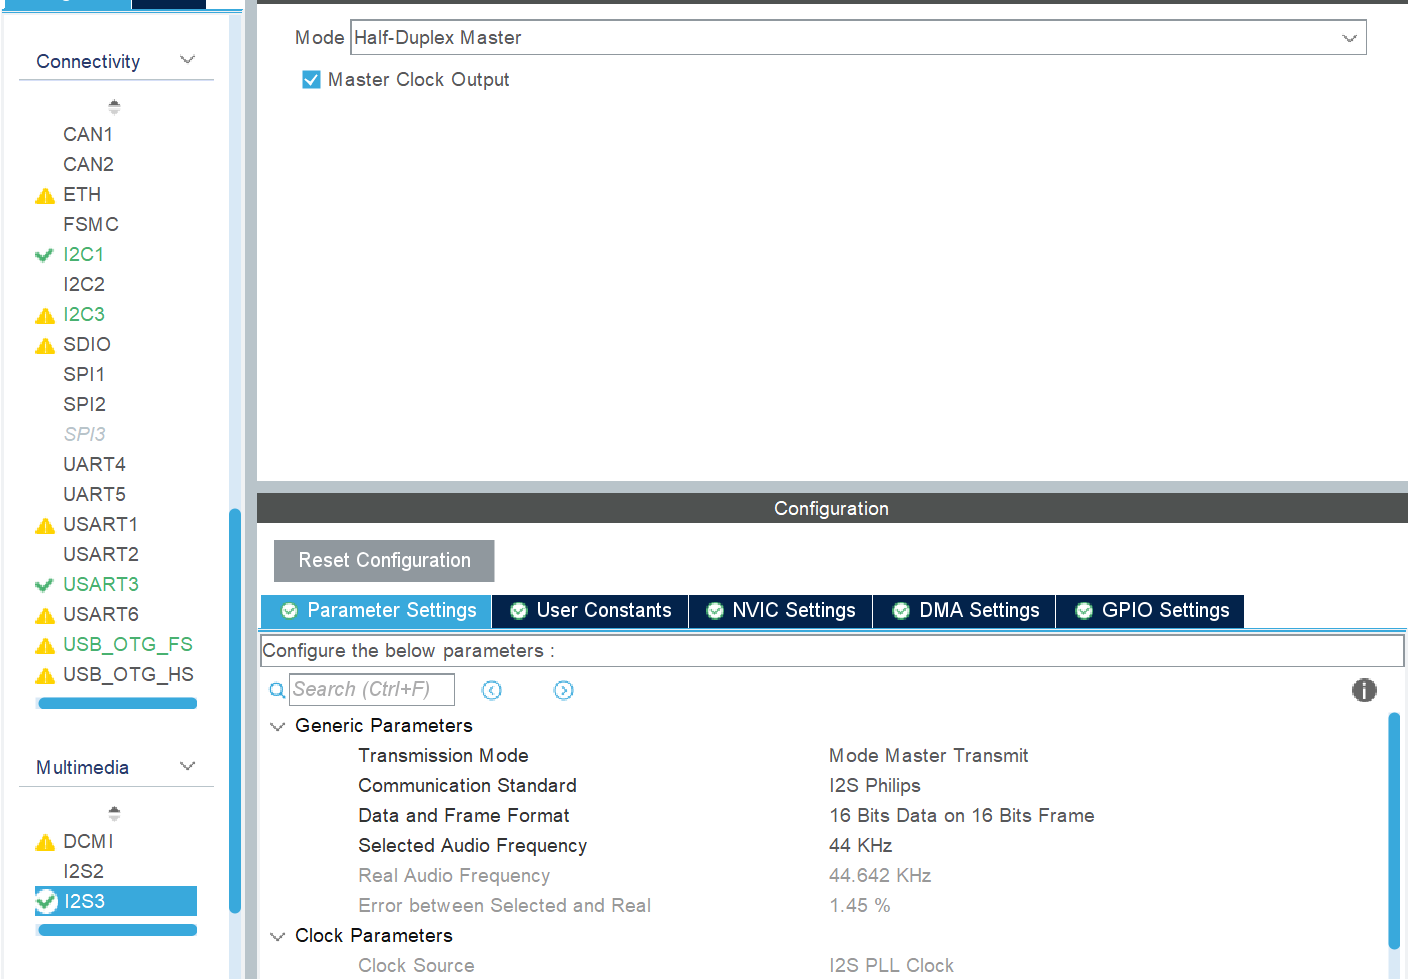 Connectivity
CAN1
CAN2
ETH
FSMC
I2C1
I2C2
I2C3
SDIO
SPI1
SPI2
SPI3
UART4
UART5
USART1
USART2
USART3
USART6
USB_OTG_FS
USB_OTG_HS
Multimedia
DCMI
I2S2
I2S3
Mode Half-Duplex Master
Master Clock Output
Configuration
Reset Configuration
Parameter Settings User Constants NVIC Settings DMA Settings GPIO Settings
Configure the below parameters :
Search (Ctrl+F)
Generic Parameters
Transmission Mode Mode Master Transmit
Communication Standard I2S Philips
Data and Frame Format 16 Bits Data on 16 Bits Frame
Selected Audio Frequency 44 KHz
Real Audio Frequency 44.642 KHz
Error between Selected and Real 1.45 %
Clock Parameters
Clock Source I2S PLL Clock